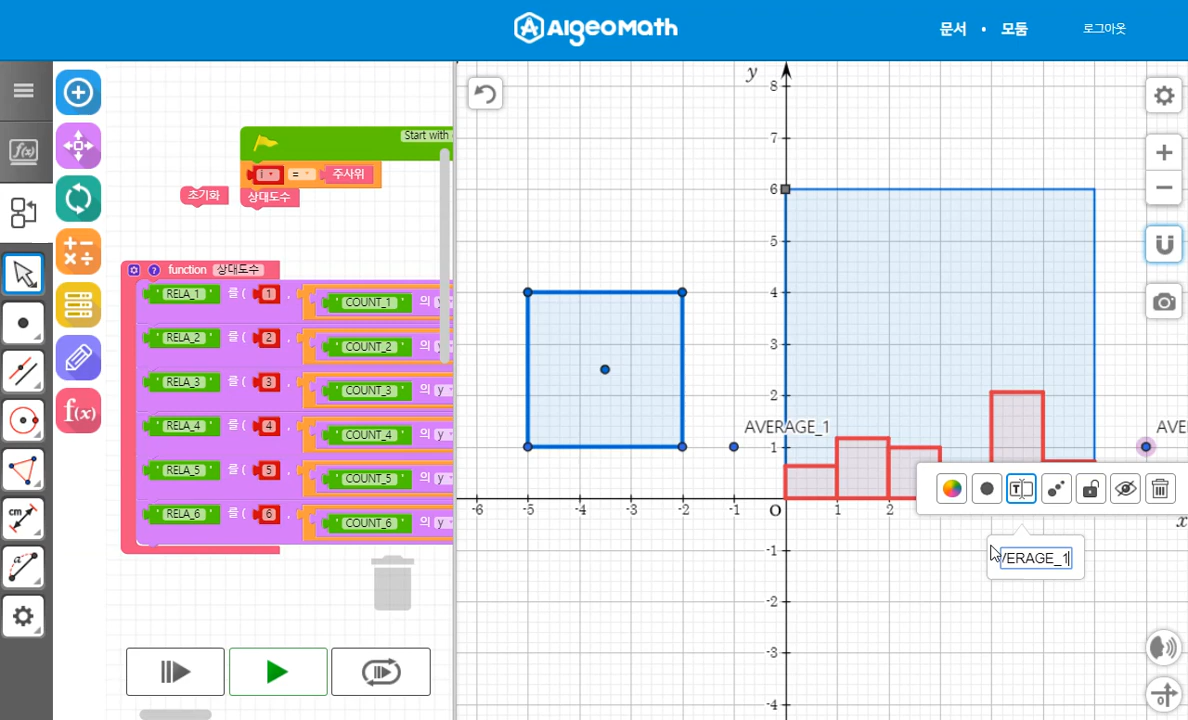 AlgeoMath
문서 • 모둠
로그아웃
f(x)
cm
a°
f(x)
Start with
i = 주사위
상대도수
초기화
function 상대도수
' RELA_1 ' 를 ( 1 , ' COUNT_1 ' 의 y
' RELA_2 ' 를 ( 2 , ' COUNT_2 ' 의 y
' RELA_3 ' 를 ( 3 , ' COUNT_3 ' 의 y
' RELA_4 ' 를 ( 4 , ' COUNT_4 ' 의 y
' RELA_5 ' 를 ( 5 , ' COUNT_5 ' 의 y
' RELA_6 ' 를 ( 6 , ' COUNT_6 ' 의 y
y
8
7
6
5
4
3
2
1
AVERAGE_1
AVE
-6 -5 -4 -3 -2 -1 O 1 2
x
-1
-2
-3
-4
VERAGE_1